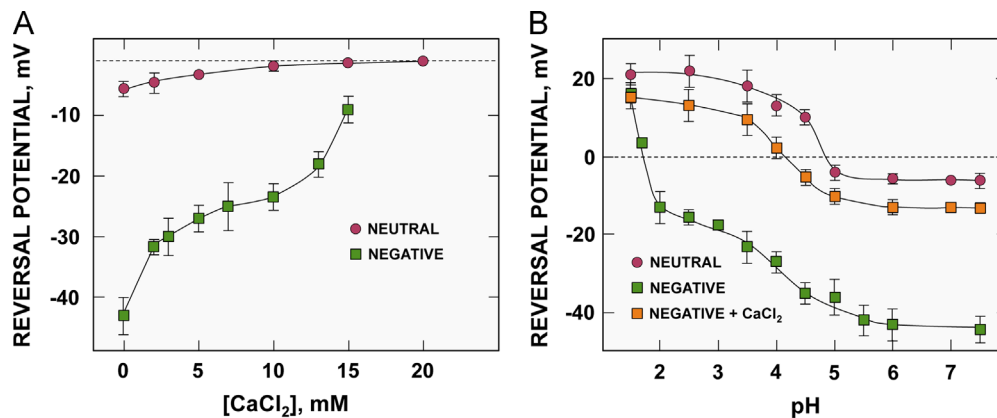 A
REVERSAL POTENTIAL, mV
-10
-20
-30
-40
NEUTRAL
NEGATIVE
0 5 10 15 20
[CaCl₂], mM
B
REVERSAL POTENTIAL, mV
20
0
-20
-40
NEUTRAL
NEGATIVE
NEGATIVE + CaCl₂
2 3 4 5 6 7
pH